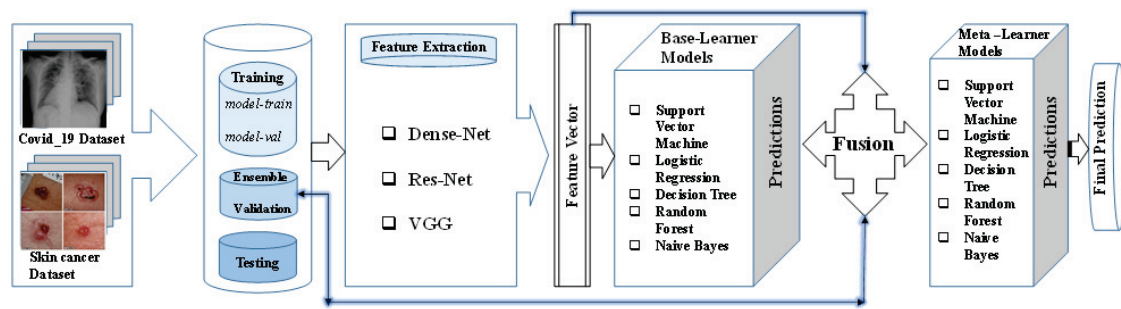 Covid_19 Dataset
Skin cancer
Dataset
Training
model-train
model-val
Ensemble
Validation
Testing
Feature Extraction
❑ Dense-Net
❑ Res-Net
❑ VGG
Feature Vector
Base-Learner
Models
❑ Support
Vector
Machine
❑ Logistic
Regression
❑ Decision Tree
❑ Random
Forest
❑ Naive Bayes
Predictions
Fusion
Meta –Learner
Models
❑ Support
Vector
Machine
❑ Logistic
Regression
❑ Decision
Tree
❑ Random
Forest
❑ Naive
Bayes
Predictions
Final Prediction